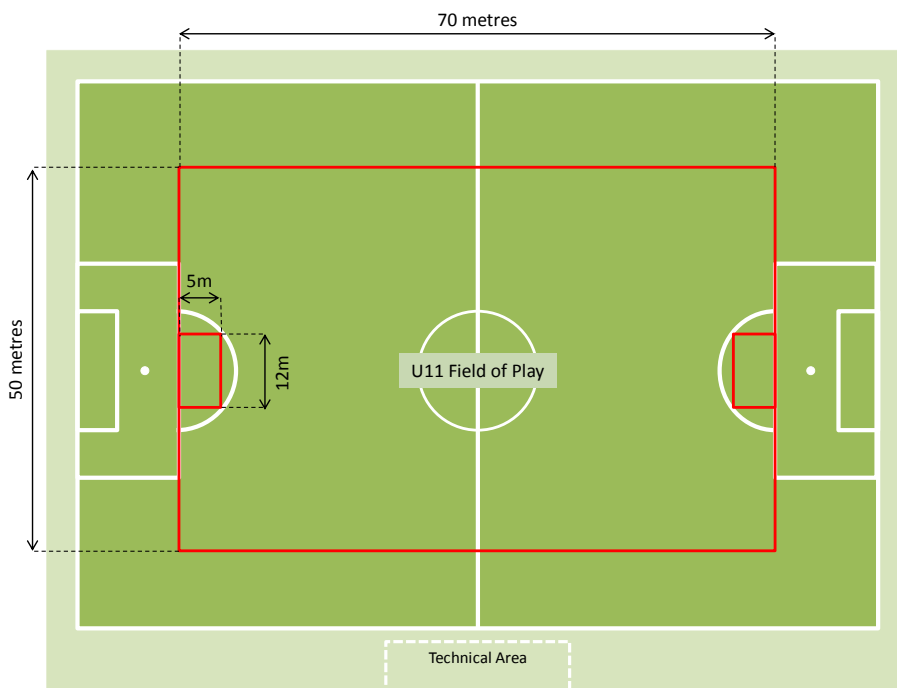 70 metres
5m
50 metres
12m
U11 Field of Play
Technical Area